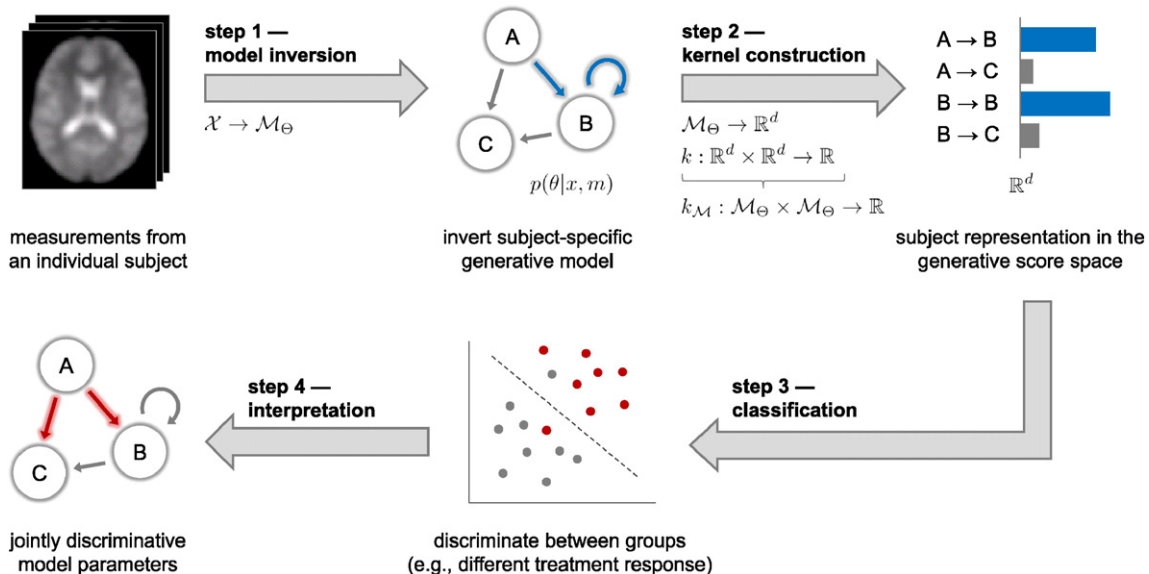 step 1 —
model inversion
𝒳 → ℳ_Θ
A
B
C
p(θ|x, m)
step 2 —
kernel construction
ℳ_Θ → ℝ^d
k : ℝ^d × ℝ^d → ℝ
k_ℳ : ℳ_Θ × ℳ_Θ → ℝ
A → B
A → C
B → B
B → C
ℝ^d
measurements from
an individual subject
invert subject-specific
generative model
subject representation in the
generative score space
step 3 —
classification
step 4 —
interpretation
A
B
C
jointly discriminative
model parameters
discriminate between groups
(e.g., different treatment response)